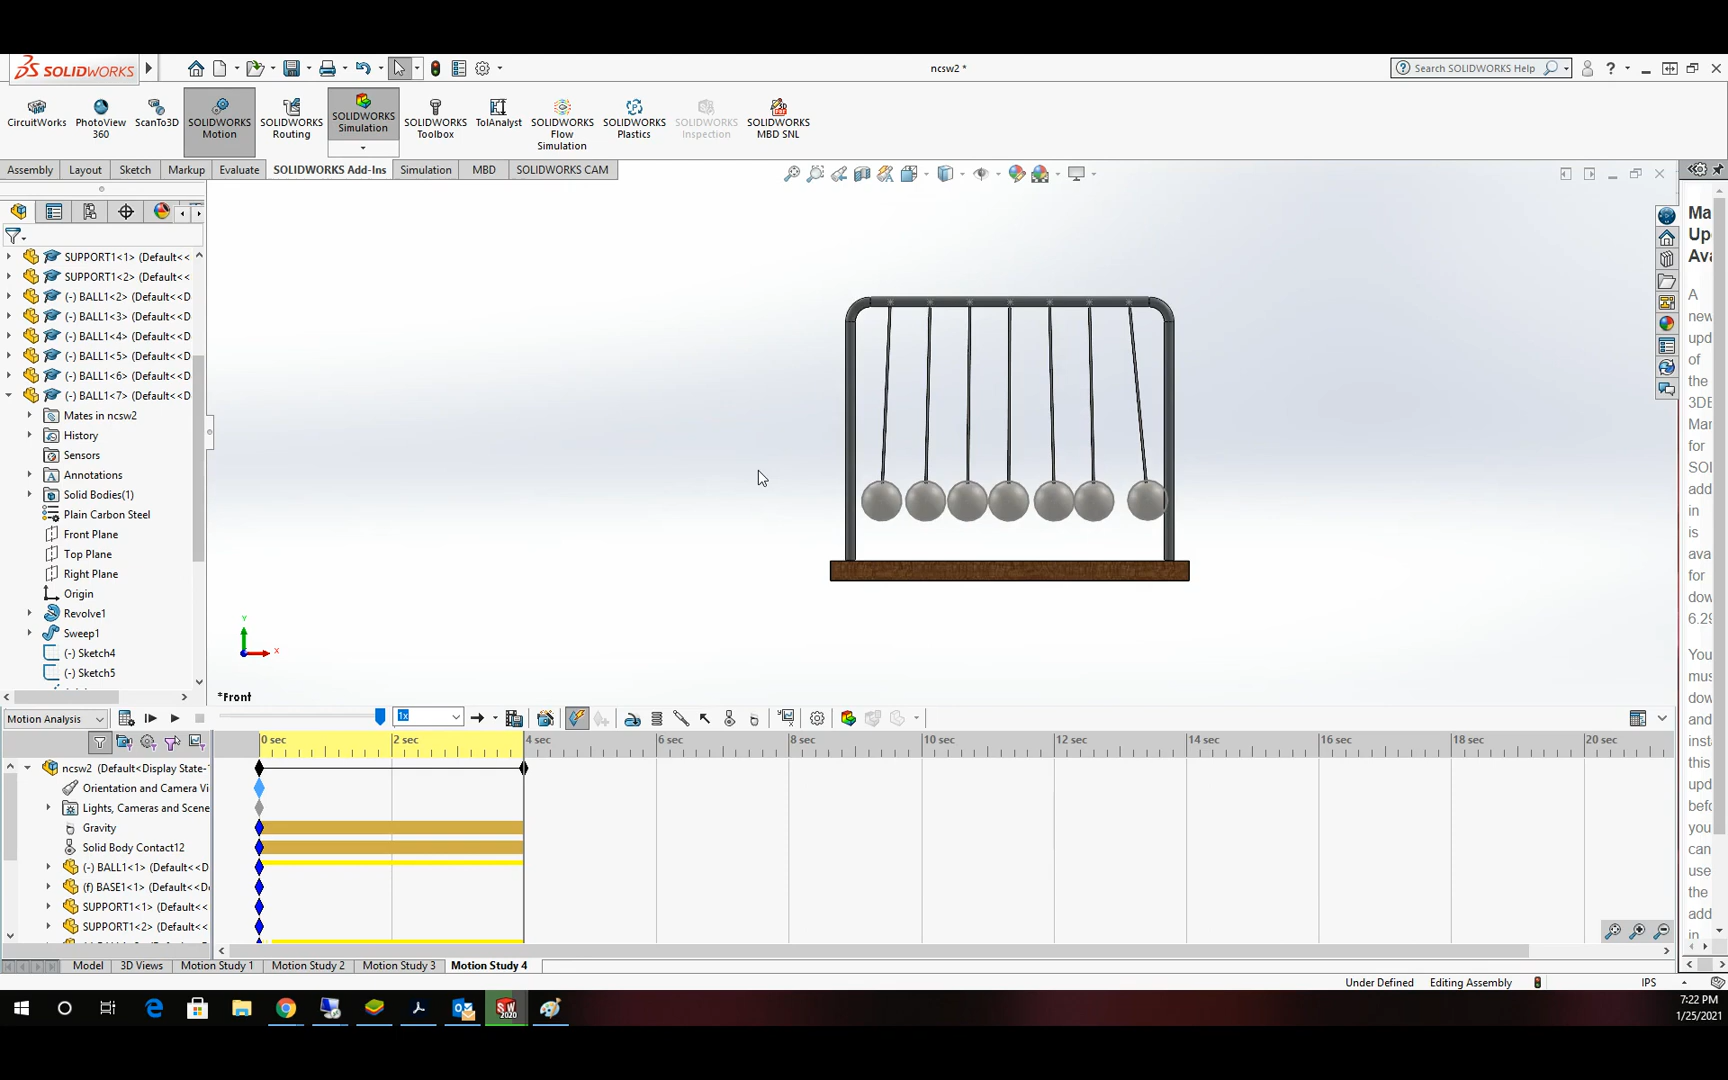 SOLIDWORKS
ncsw2 *
Search SOLIDWORKS Help
CircuitWorks
PhotoView 360
ScanTo3D
SOLIDWORKS Motion
SOLIDWORKS Routing
SOLIDWORKS Simulation
SOLIDWORKS Toolbox
TolAnalyst
SOLIDWORKS Flow Simulation
SOLIDWORKS Plastics
SOLIDWORKS Inspection
SOLIDWORKS MBD SNL
Assembly
Layout
Sketch
Markup
Evaluate
SOLIDWORKS Add-Ins
Simulation
MBD
SOLIDWORKS CAM
SUPPORT1<1> (Default<<
SUPPORT1<2> (Default<<
(-) BALL1<2> (Default<<D
(-) BALL1<3> (Default<<D
(-) BALL1<4> (Default<<D
(-) BALL1<5> (Default<<D
(-) BALL1<6> (Default<<D
(-) BALL1<7> (Default<<D
Mates in ncsw2
History
Sensors
Annotations
Solid Bodies(1)
Plain Carbon Steel
Front Plane
Top Plane
Right Plane
Origin
Revolve1
Sweep1
(-) Sketch4
(-) Sketch5
Y
X
*Front
Ma
Up
Ava
A
new
upd
of
the
3DE
Mar
for
SOL
add
in
is
ava
for
dow
6.29
You
mus
dow
and
inst
this
upd
befo
you
can
use
the
add
in
Motion Analysis
1x
0 sec
2 sec
4 sec
6 sec
8 sec
10 sec
12 sec
14 sec
16 sec
18 sec
20 sec
ncsw2 (Default<Display State-
Orientation and Camera Vi
Lights, Cameras and Scene
Gravity
Solid Body Contact12
(-) BALL1<1> (Default<<D
(f) BASE1<1> (Default<<De
SUPPORT1<1> (Default<<
SUPPORT1<2> (Default<<
Model
3D Views
Motion Study 1
Motion Study 2
Motion Study 3
Motion Study 4
Under Defined
Editing Assembly
IPS
SW
2020
7:22 PM
1/25/2021